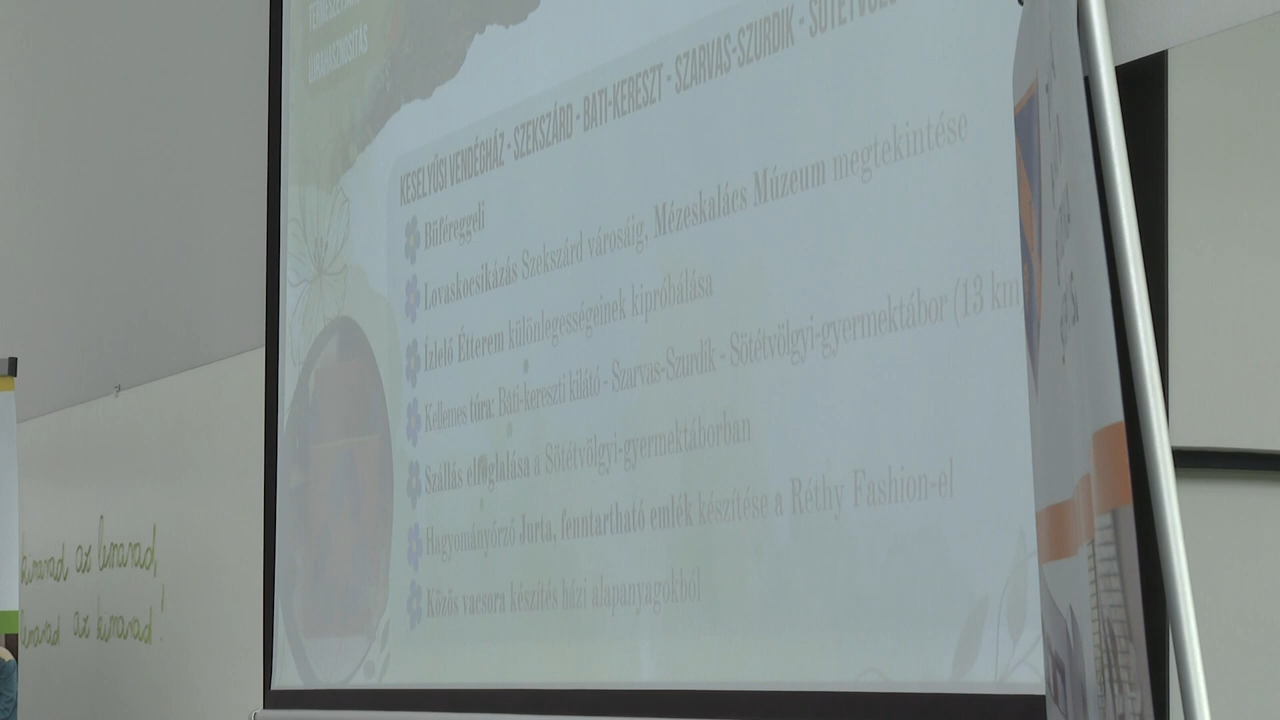 ÚJRAHASZNOSÍTÁS
KESELYŰSI VENDÉGHÁZ - SZEKSZÁRD - BATI-KERESZT - SZARVAS-SZURDIK -
Büféreggeli
Lovaskocsikázás Szekszárd városáig, Mézeskalács Múzeum megtekintése
Ízlelő Étterem különlegességeinek kipróbálása
Kellemes túra: Bati-kereszti kilátó - Szarvas-Szurdik - Sötétvölgyi-gyermektábor (13 km
Szállás elfoglalása a Sötétvölgyi-gyermektáborban
Hagyományőrző Jurta, fenntartható emlék készítése a Réthy Fashion-el
Közös vacsora készítés házi alapanyagokból